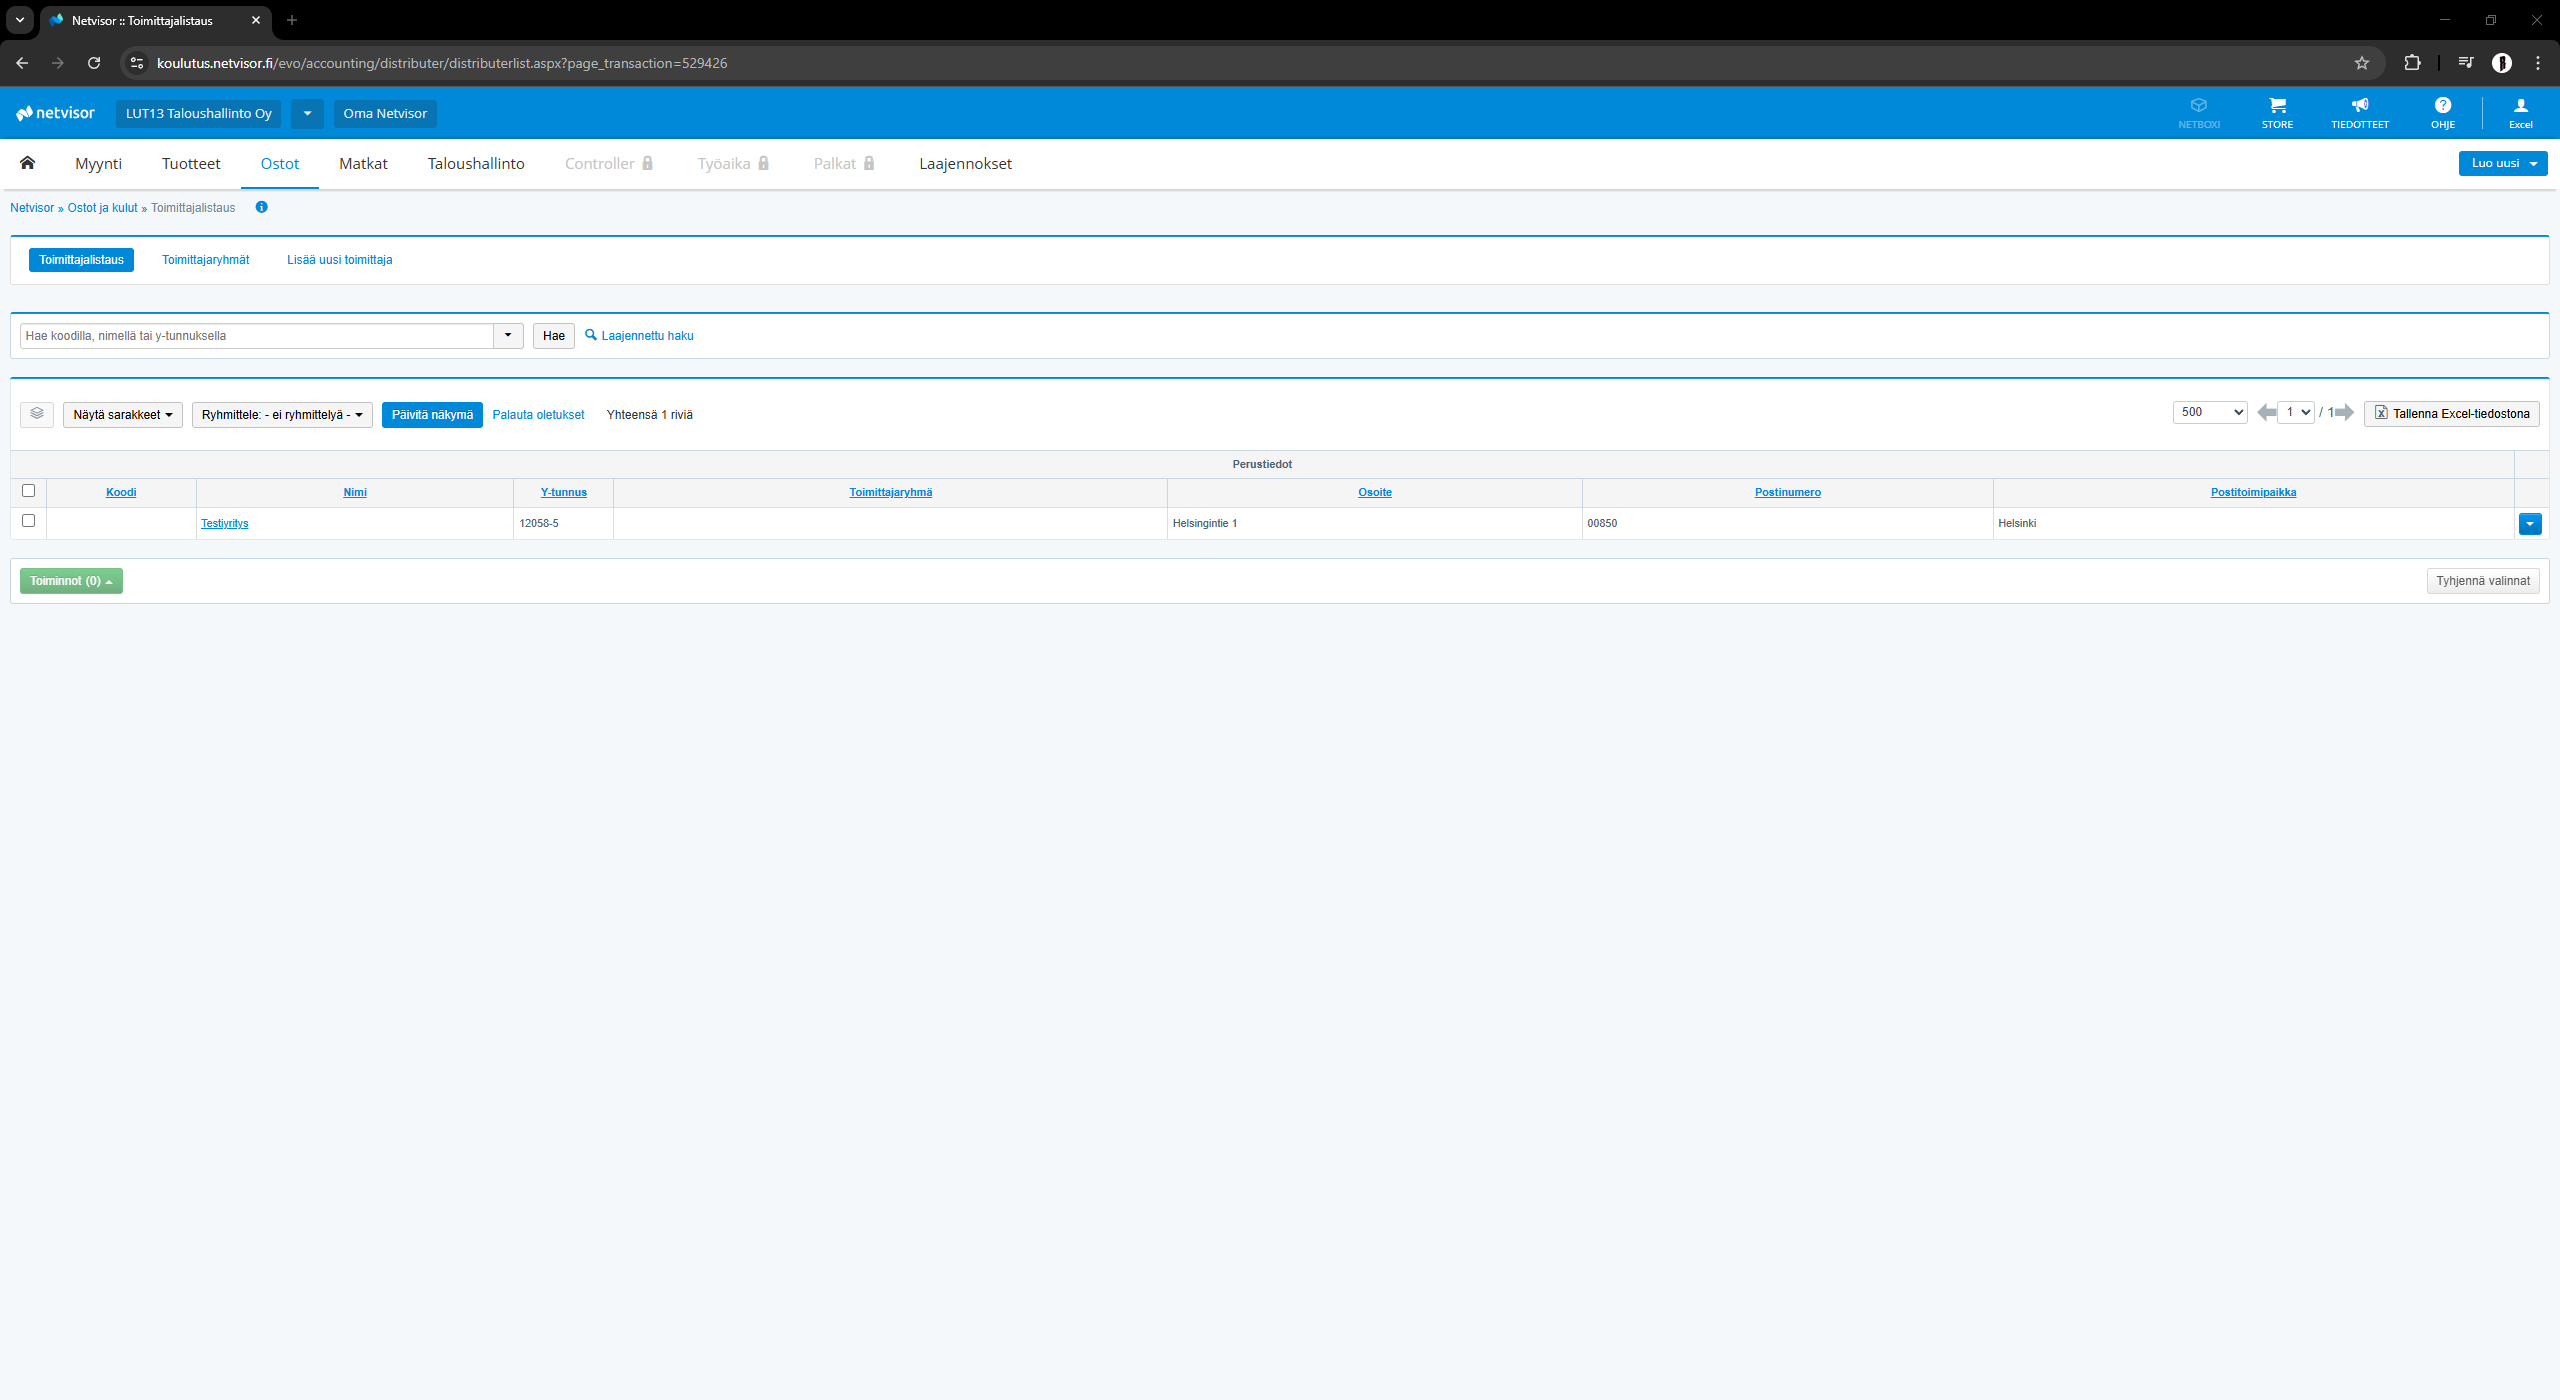 Netvisor :: Toimittajalistaus
koulutus.netvisor.fi/evo/accounting/distributer/distributerlist.aspx?page_transaction=529426
netvisor LUT13 Taloushallinto Oy Oma Netvisor NETBOXI STORE TIEDOTTEET OHJE Excel
Myynti Tuotteet Ostot Matkat Taloushallinto Controller Työaika Palkat Laajennokset Luo uusi
Netvisor » Ostot ja kulut » Toimittajalistaus
Toimittajalistaus Toimittajaryhmät Lisää uusi toimittaja
Hae koodilla, nimellä tai y-tunnuksella Hae Laajennettu haku
Näytä sarakkeet Ryhmittele: - ei ryhmittelyä - Päivitä näkymä Palauta oletukset Yhteensä 1 riviä 500 1 / 1 Tallenna Excel-tiedostona
Perustiedot
Koodi Nimi Y-tunnus Toimittajaryhmä Osoite Postinumero Postitoimipaikka
Testiyritys 12058-5 Helsingintie 1 00850 Helsinki
Toiminnot (0) Tyhjennä valinnat